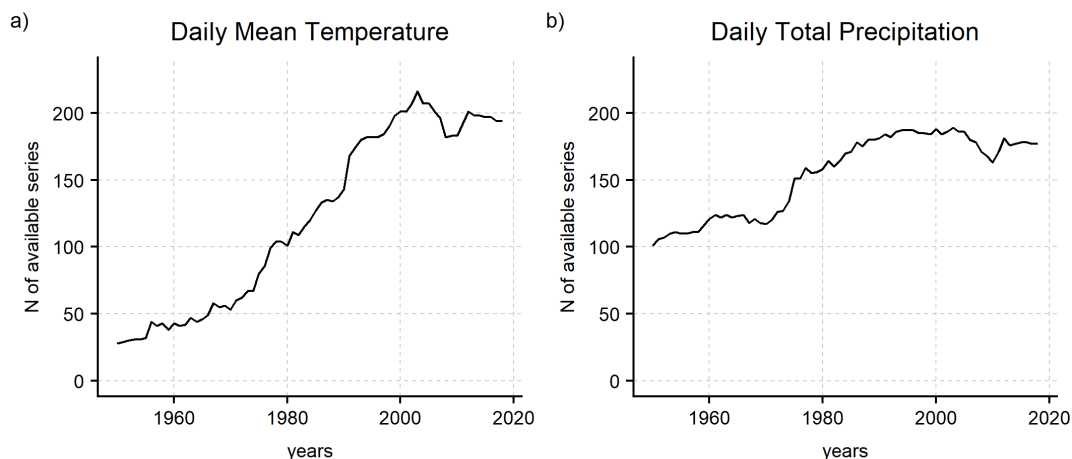 a)
Daily Mean Temperature
N of available series
200
150
100
50
0
1960
1980
2000
2020
years
b)
Daily Total Precipitation
N of available series
200
150
100
50
0
1960
1980
2000
2020
years